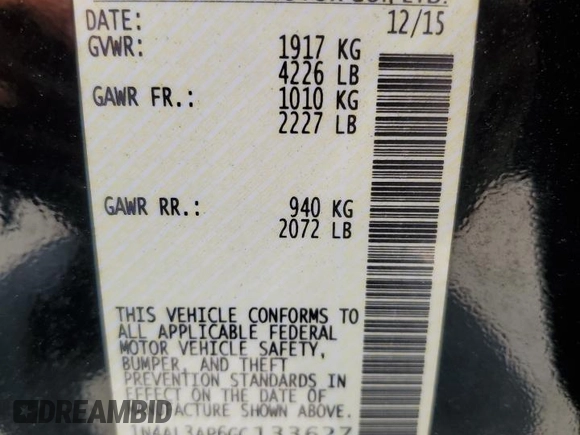 LTD.
DATE: 12/15
GVWR: 1917 KG
4226 LB
GAWR FR.: 1010 KG
2227 LB
GAWR RR.: 940 KG
2072 LB
THIS VEHICLE CONFORMS TO
ALL APPLICABLE FEDERAL
MOTOR VEHICLE SAFETY,
BUMPER, AND THEFT
PREVENTION STANDARDS IN
EFFECT ON THE DATE OF
MANUFACTURE SHOWN ABOVE.
DREAMBID